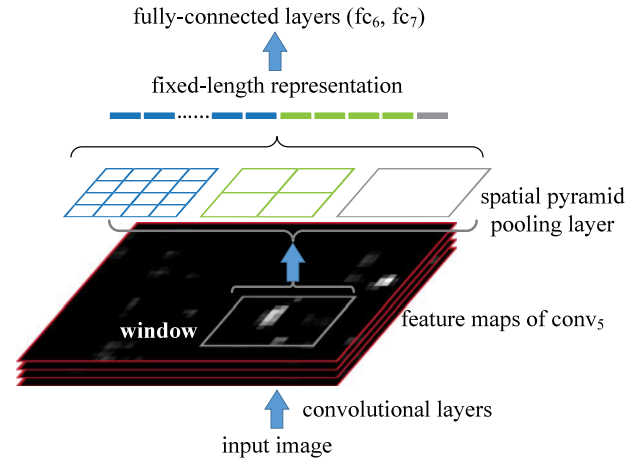 fully-connected layers (fc₆, fc₇)
fixed-length representation
......
spatial pyramid
pooling layer
window
feature maps of conv₅
convolutional layers
input image